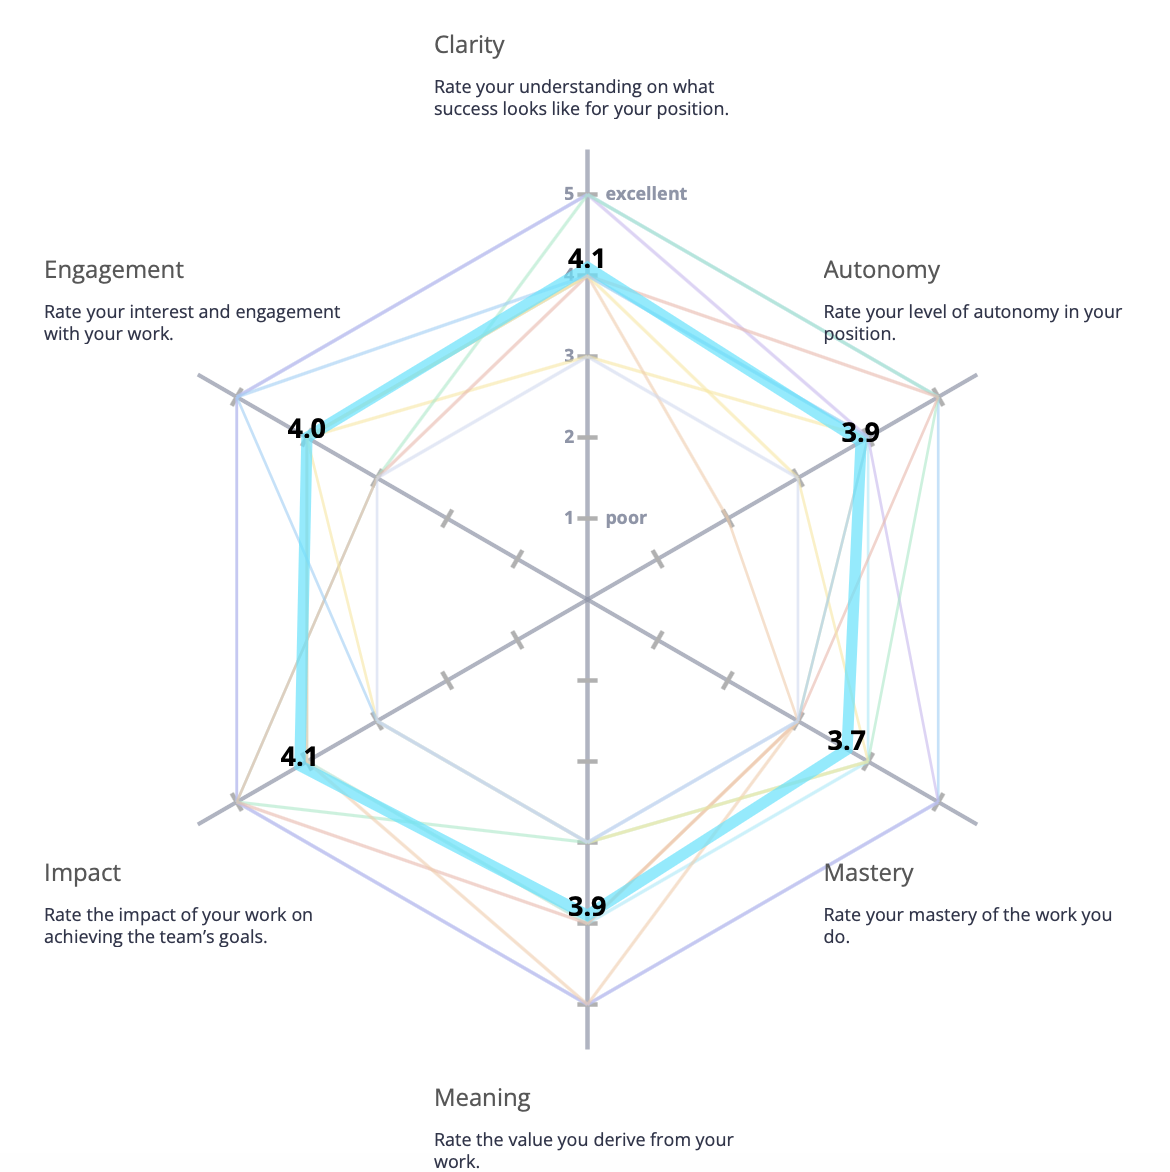 Clarity
Rate your understanding on what
success looks like for your position.
5 excellent
4.1
4
Engagement
Rate your interest and engagement
with your work.
Autonomy
Rate your level of autonomy in your
position.
3
4.0
3.9
2
1 poor
4.1
3.7
Impact
Rate the impact of your work on
achieving the team’s goals.
3.9
Mastery
Rate your mastery of the work you
do.
Meaning
Rate the value you derive from your
work.